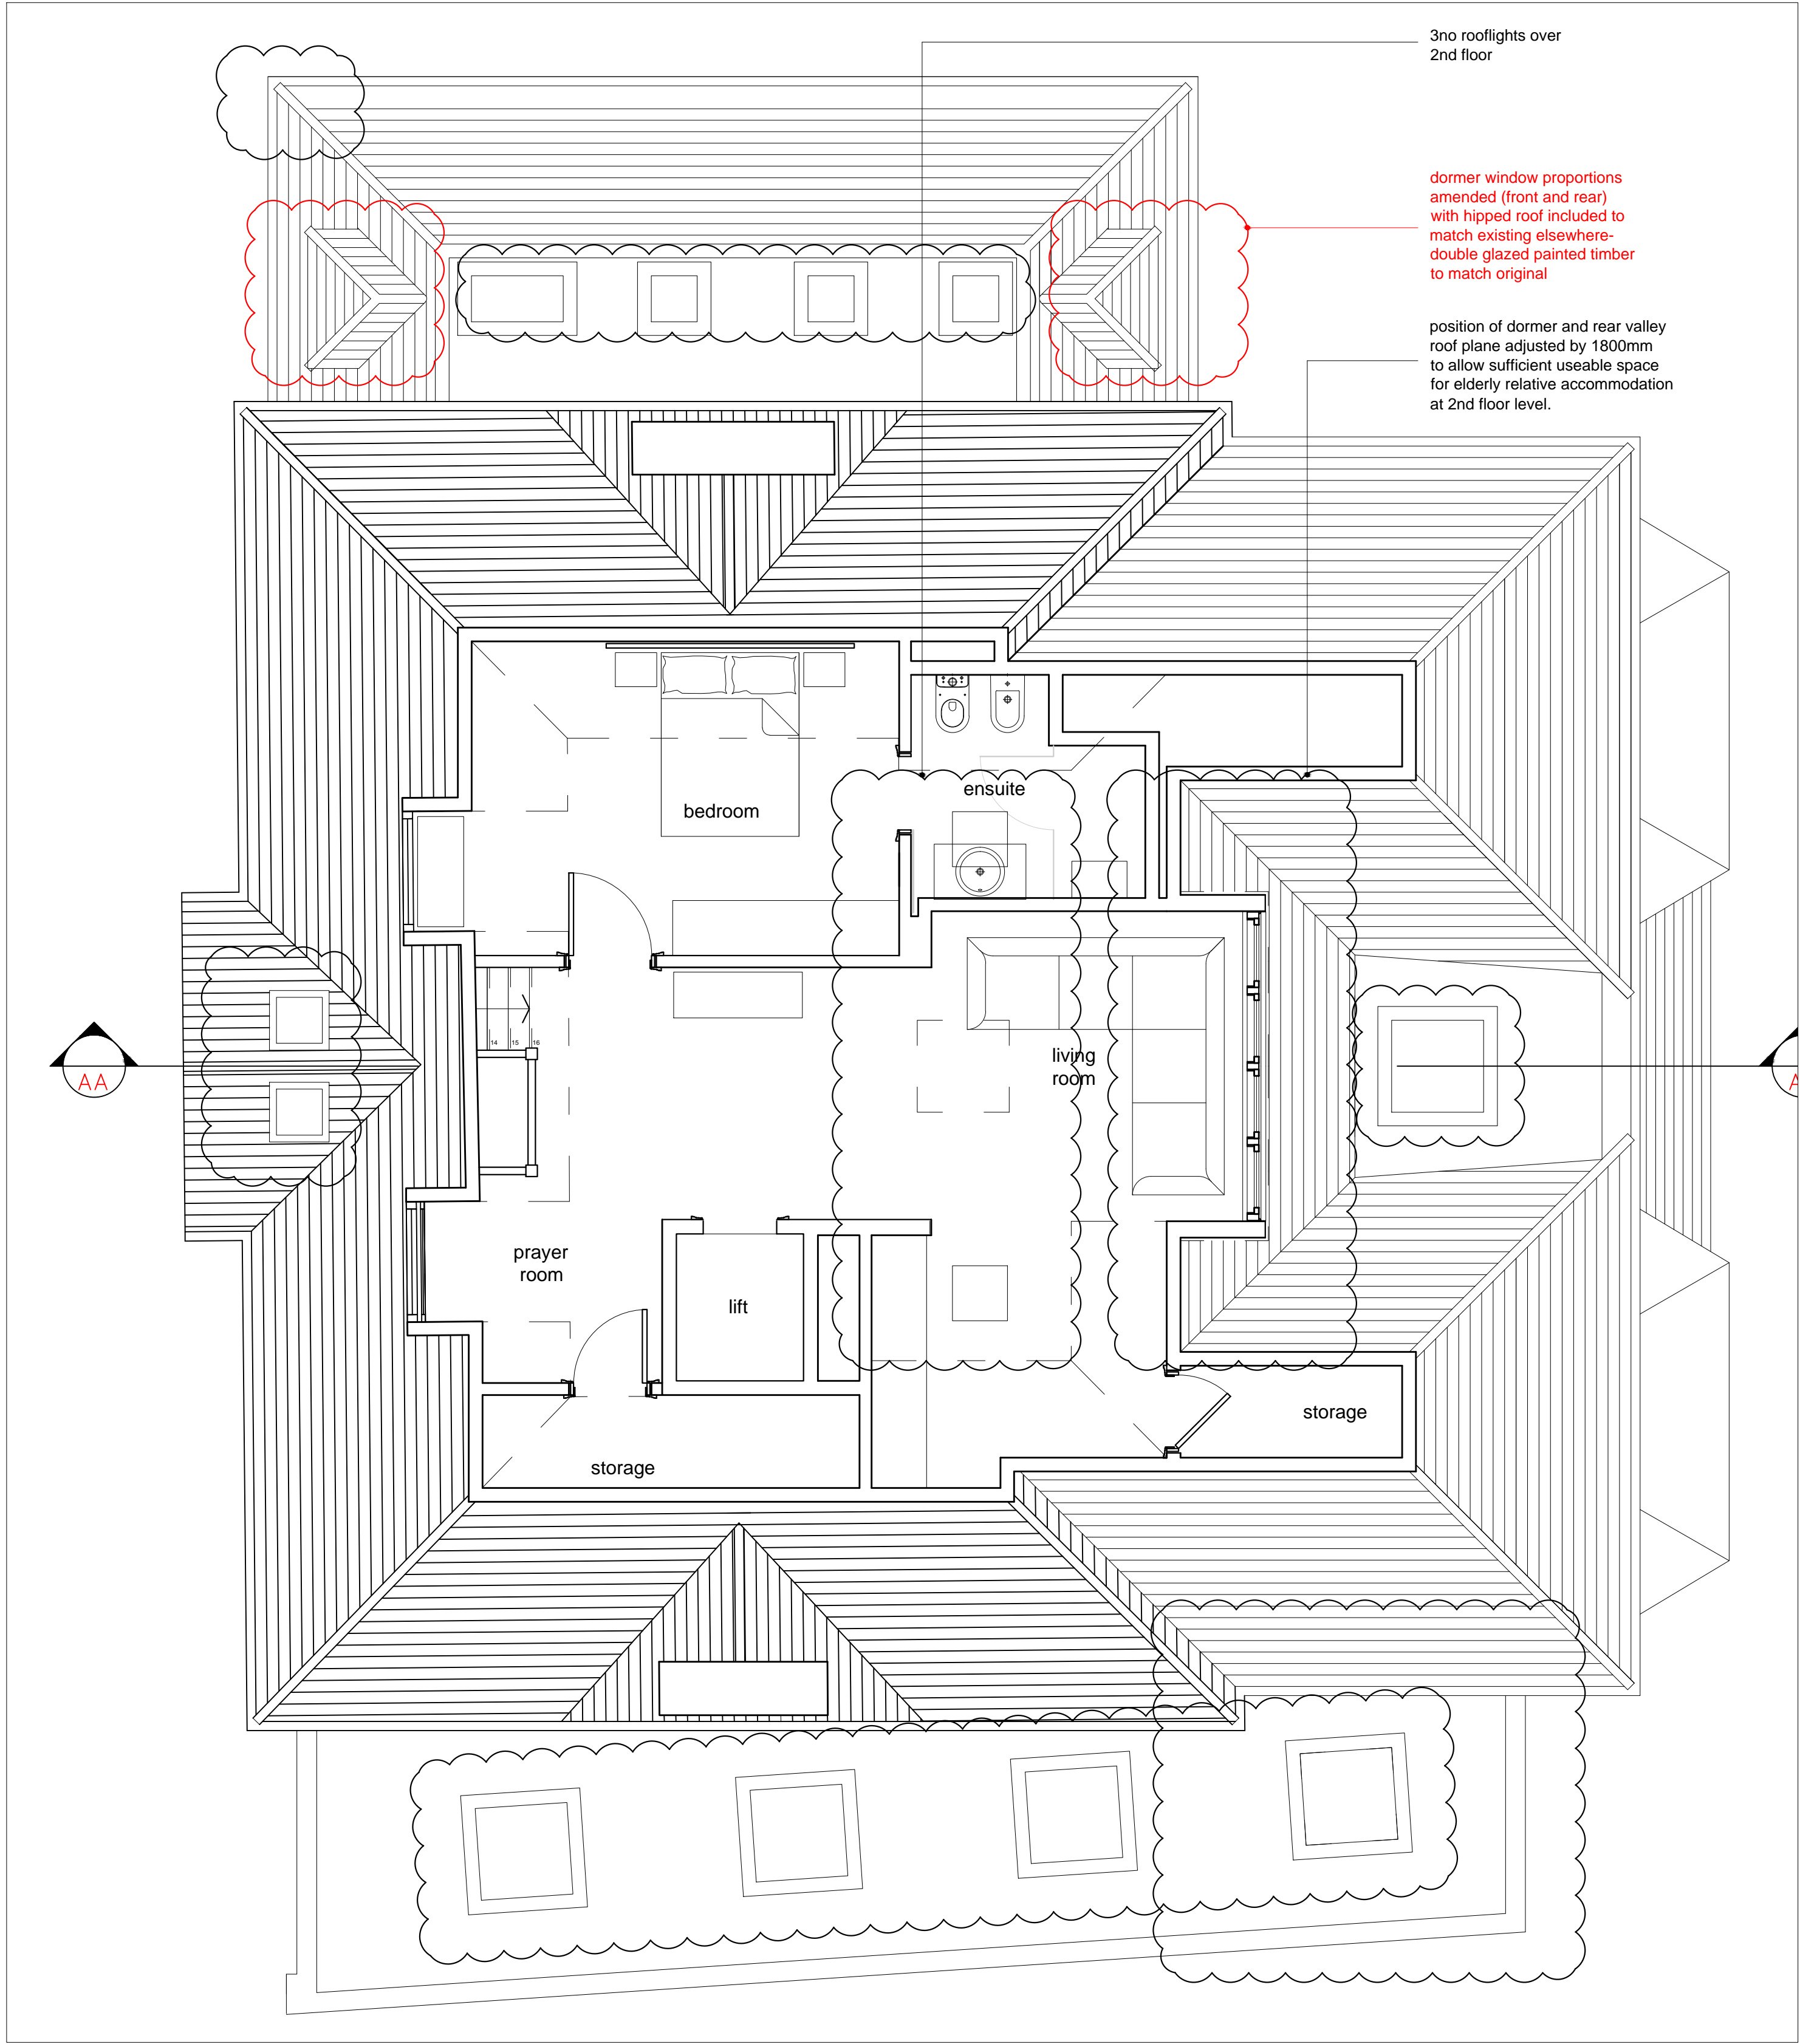 3no rooflights over
2nd floor
dormer window proportions
amended (front and rear)
with hipped roof included to
match existing elsewhere-
double glazed painted timber
to match original
position of dormer and rear valley
roof plane adjusted by 1800mm
to allow sufficient useable space
for elderly relative accommodation
at 2nd floor level.
ensuite
bedroom
14 15 16
living
room
AA
A
prayer
room
lift
storage
storage